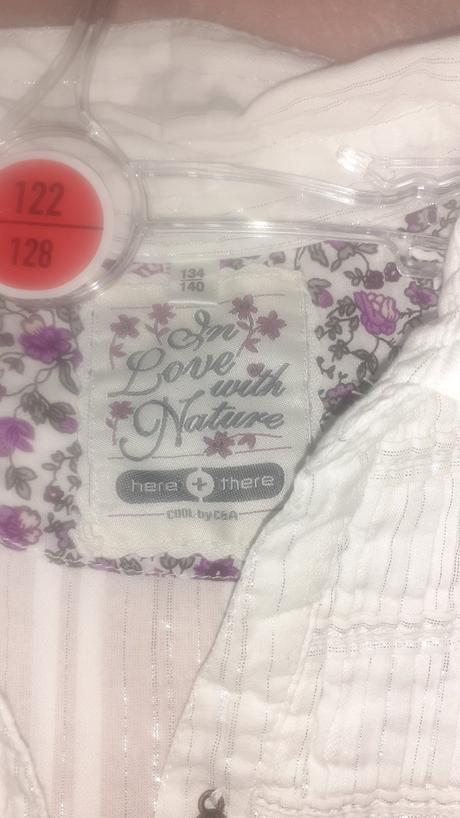 122
128
134
140
In
Love
with
Nature
here + there
COOL by C&A